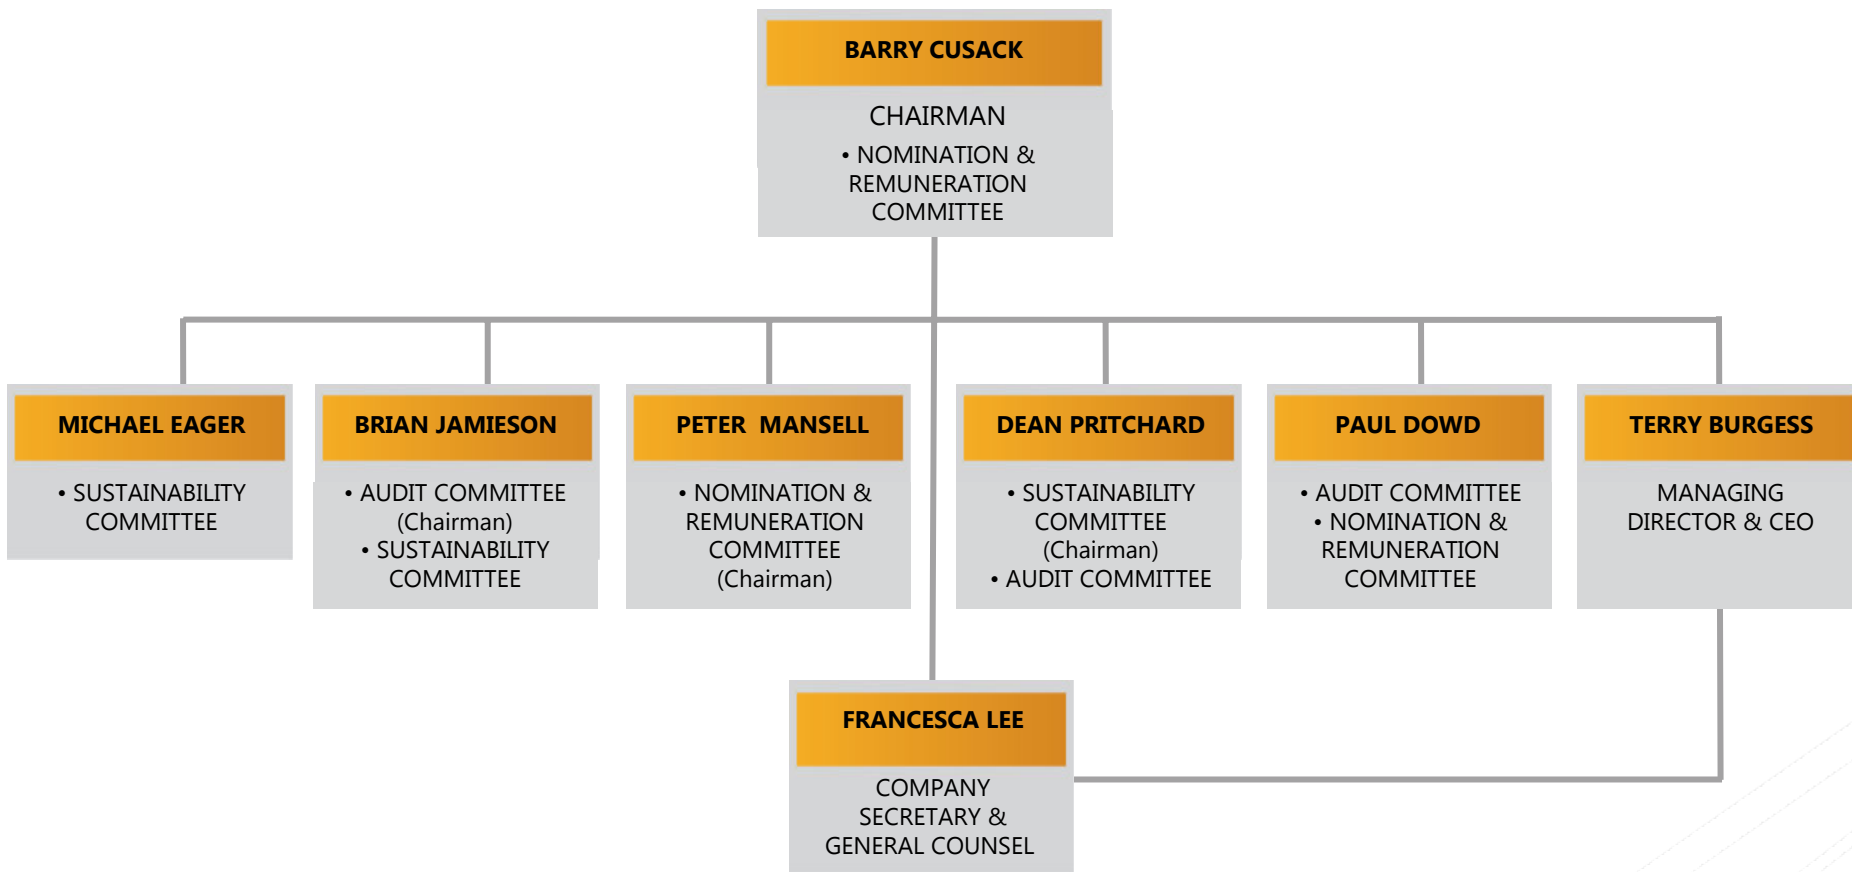 BARRY CUSACK
CHAIRMAN
• NOMINATION &
REMUNERATION
COMMITTEE
MICHAEL EAGER
• SUSTAINABILITY
COMMITTEE
BRIAN JAMIESON
• AUDIT COMMITTEE
(Chairman)
• SUSTAINABILITY
COMMITTEE
PETER  MANSELL
• NOMINATION &
REMUNERATION
COMMITTEE
(Chairman)
DEAN PRITCHARD
• SUSTAINABILITY
COMMITTEE
(Chairman)
• AUDIT COMMITTEE
PAUL DOWD
• AUDIT COMMITTEE
• NOMINATION &
REMUNERATION
COMMITTEE
TERRY BURGESS
MANAGING
DIRECTOR & CEO
FRANCESCA LEE
COMPANY
SECRETARY &
GENERAL COUNSEL